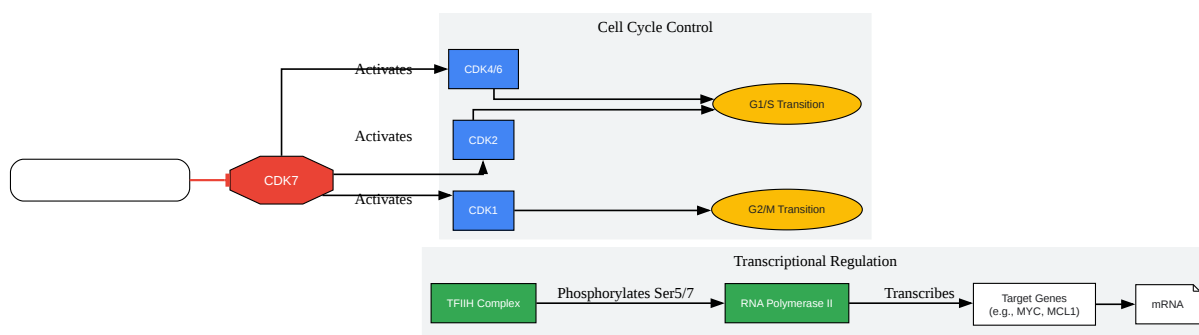 Cell Cycle Control
Activates
CDK4/6
G1/S Transition
Activates
CDK2
CDK7
Activates
CDK1
G2/M Transition
Transcriptional Regulation
TFIIH Complex
Phosphorylates Ser5/7
RNA Polymerase II
Transcribes
Target Genes
(e.g., MYC, MCL1)
mRNA